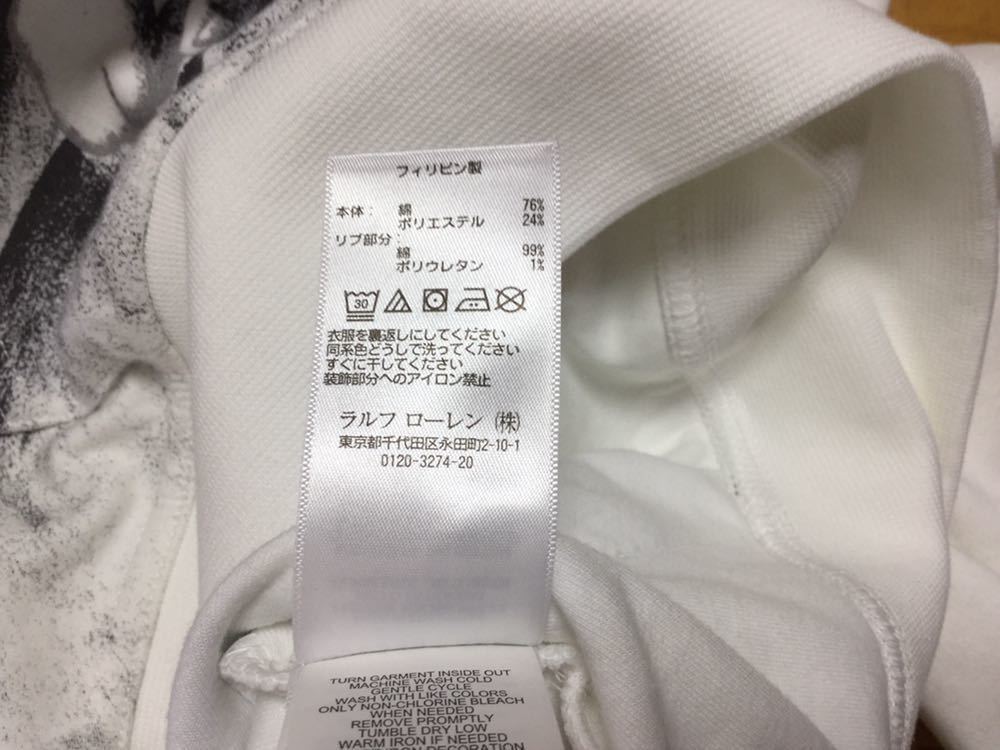 フィリピン製
本体: 綿 76%
ポリエステル 24%
リブ部分:
綿 99%
ポリウレタン 1%
30
衣服を裏返しにしてください
同系色どうしで洗ってください
すぐに干してください
装飾部分へのアイロン禁止
ラルフ ローレン (株)
東京都千代田区永田町2-10-1
0120-3274-20
TURN GARMENT INSIDE OUT
MACHINE WASH COLD
GENTLE CYCLE
WASH WITH LIKE COLORS
ONLY NON-CHLORINE BLEACH
WHEN NEEDED
REMOVE PROMPTLY
TUMBLE DRY LOW
WARM IRON IF NEEDED
DECORATION